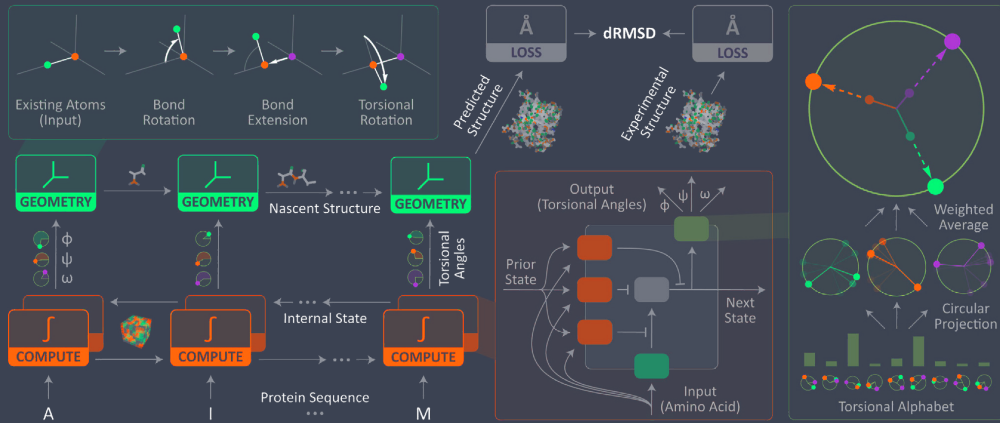 Existing Atoms
(Input)
Bond
Rotation
Bond
Extension
Torsional
Rotation
Å
LOSS
dRMSD
Å
LOSS
Predicted
Structure
Experimental
Structure
GEOMETRY
GEOMETRY
Nascent Structure
...
GEOMETRY
ϕ
ψ
ω
Torsional
Angles
∫
COMPUTE
∫
COMPUTE
...
Internal State
...
∫
COMPUTE
A
I
Protein Sequence
...
M
Output
(Torsional Angles)
ϕ
ψ
ω
Prior
State
Next
State
Input
(Amino Acid)
Weighted
Average
Circular
Projection
Torsional Alphabet